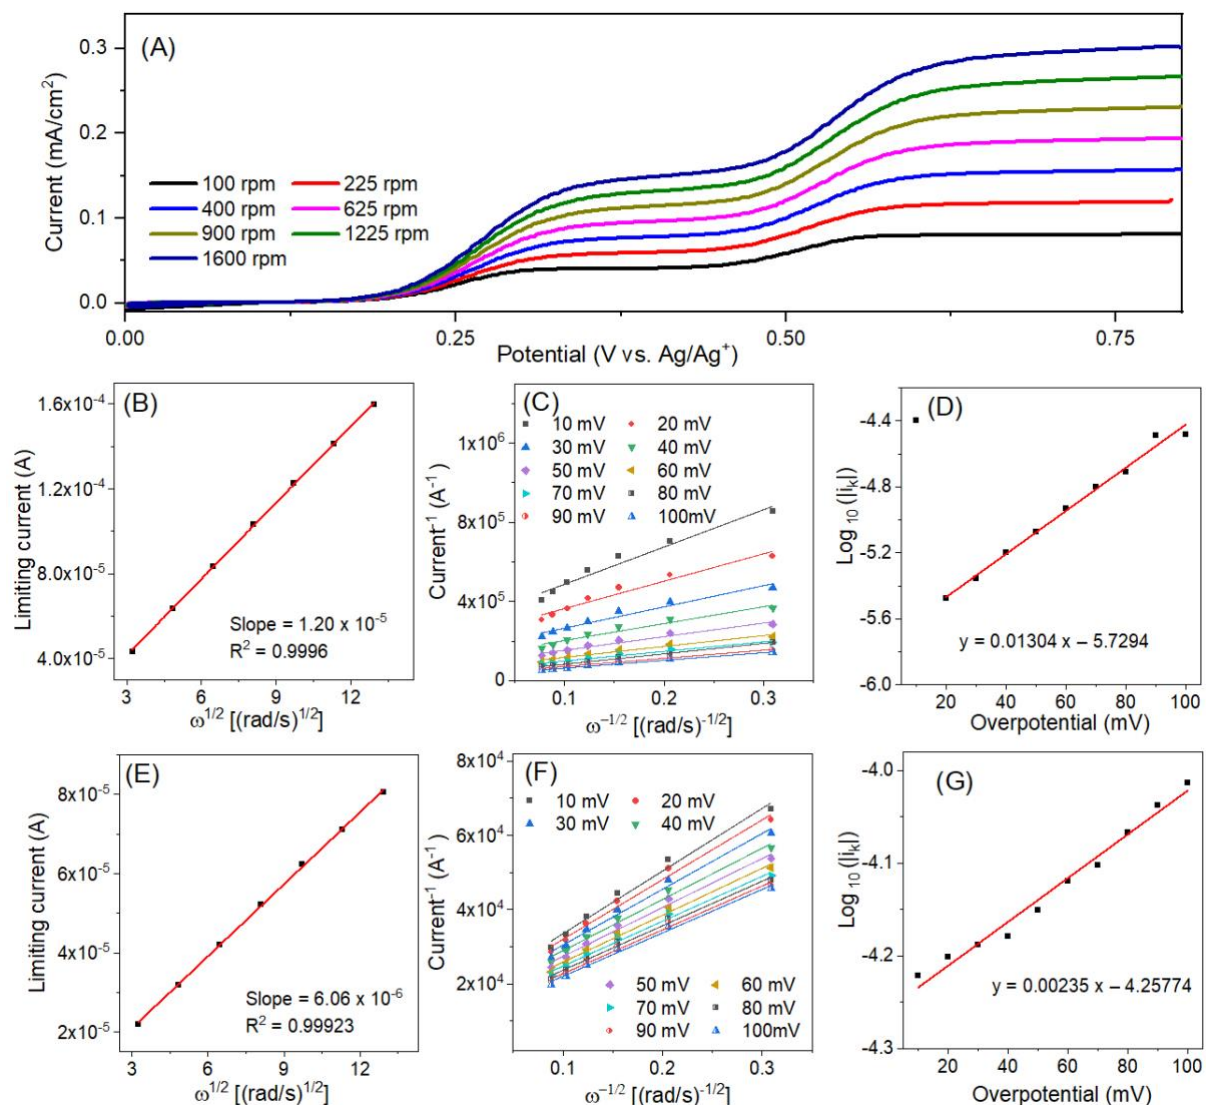 (A)
Current (mA/cm²)
0.3
0.2
0.1
0.0
100 rpm 225 rpm
400 rpm 625 rpm
900 rpm 1225 rpm
1600 rpm
0.00 0.25 0.50 0.75
Potential (V vs. Ag/Ag⁺)
(B)
Limiting current (A)
1.6x10⁻⁴
1.2x10⁻⁴
8.0x10⁻⁵
4.0x10⁻⁵
Slope = 1.20 x 10⁻⁵
R² = 0.9996
3 6 9 12
ω¹/² [(rad/s)¹/²]
(C)
Current⁻¹ (A⁻¹)
1x10⁶
8x10⁵
4x10⁵
0
10 mV 20 mV
30 mV 40 mV
50 mV 60 mV
70 mV 80 mV
90 mV 100mV
0.1 0.2 0.3
ω⁻¹/² [(rad/s)⁻¹/²]
(D)
Log ₁₀ (|iₖ|)
-4.4
-4.8
-5.2
-5.6
-6.0
y = 0.01304 x – 5.7294
20 40 60 80 100
Overpotential (mV)
(E)
Limiting current (A)
8x10⁻⁵
6x10⁻⁵
4x10⁻⁵
2x10⁻⁵
Slope = 6.06 x 10⁻⁶
R² = 0.99923
3 6 9 12
ω¹/² [(rad/s)¹/²]
(F)
Current⁻¹ (A⁻¹)
8x10⁴
6x10⁴
4x10⁴
2x10⁴
10 mV 20 mV
30 mV 40 mV
50 mV 60 mV
70 mV 80 mV
90 mV 100mV
0.1 0.2 0.3
ω⁻¹/² [(rad/s)⁻¹/²]
(G)
Log ₁₀ (|iₖ|)
-4.0
-4.1
-4.2
-4.3
y = 0.00235 x – 4.25774
20 40 60 80 100
Overpotential (mV)